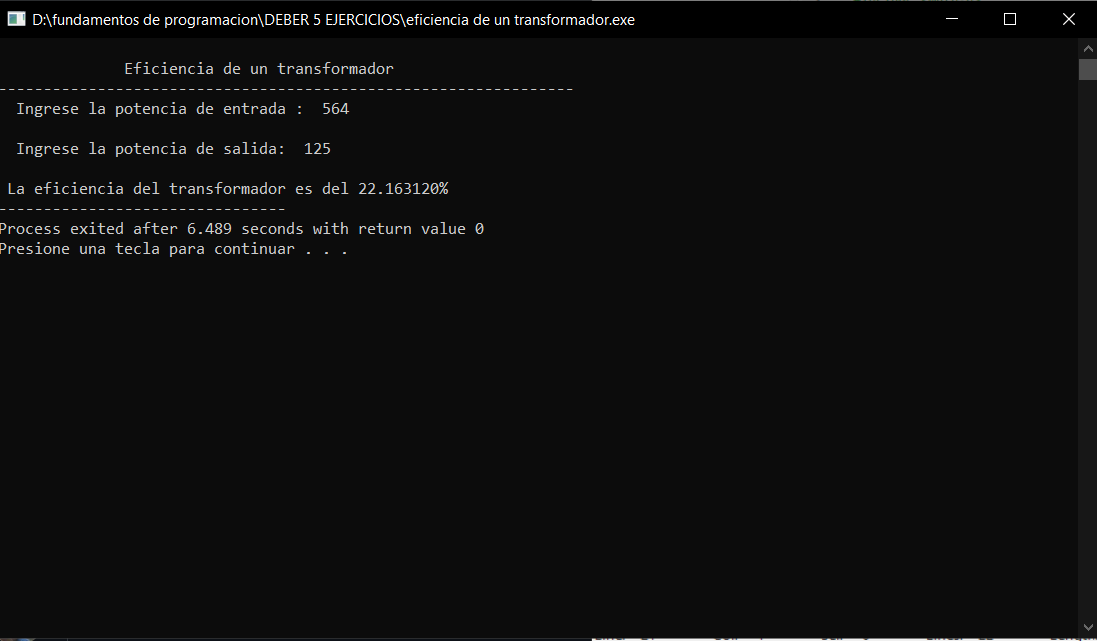 D:\fundamentos de programacion\DEBER 5 EJERCICIOS\eficiencia de un transformador.exe
Eficiencia de un transformador
----------------------------------------------------------------
Ingrese la potencia de entrada :  564
Ingrese la potencia de salida:  125
La eficiencia del transformador es del 22.163120%
--------------------------------
Process exited after 6.489 seconds with return value 0
Presione una tecla para continuar . . .